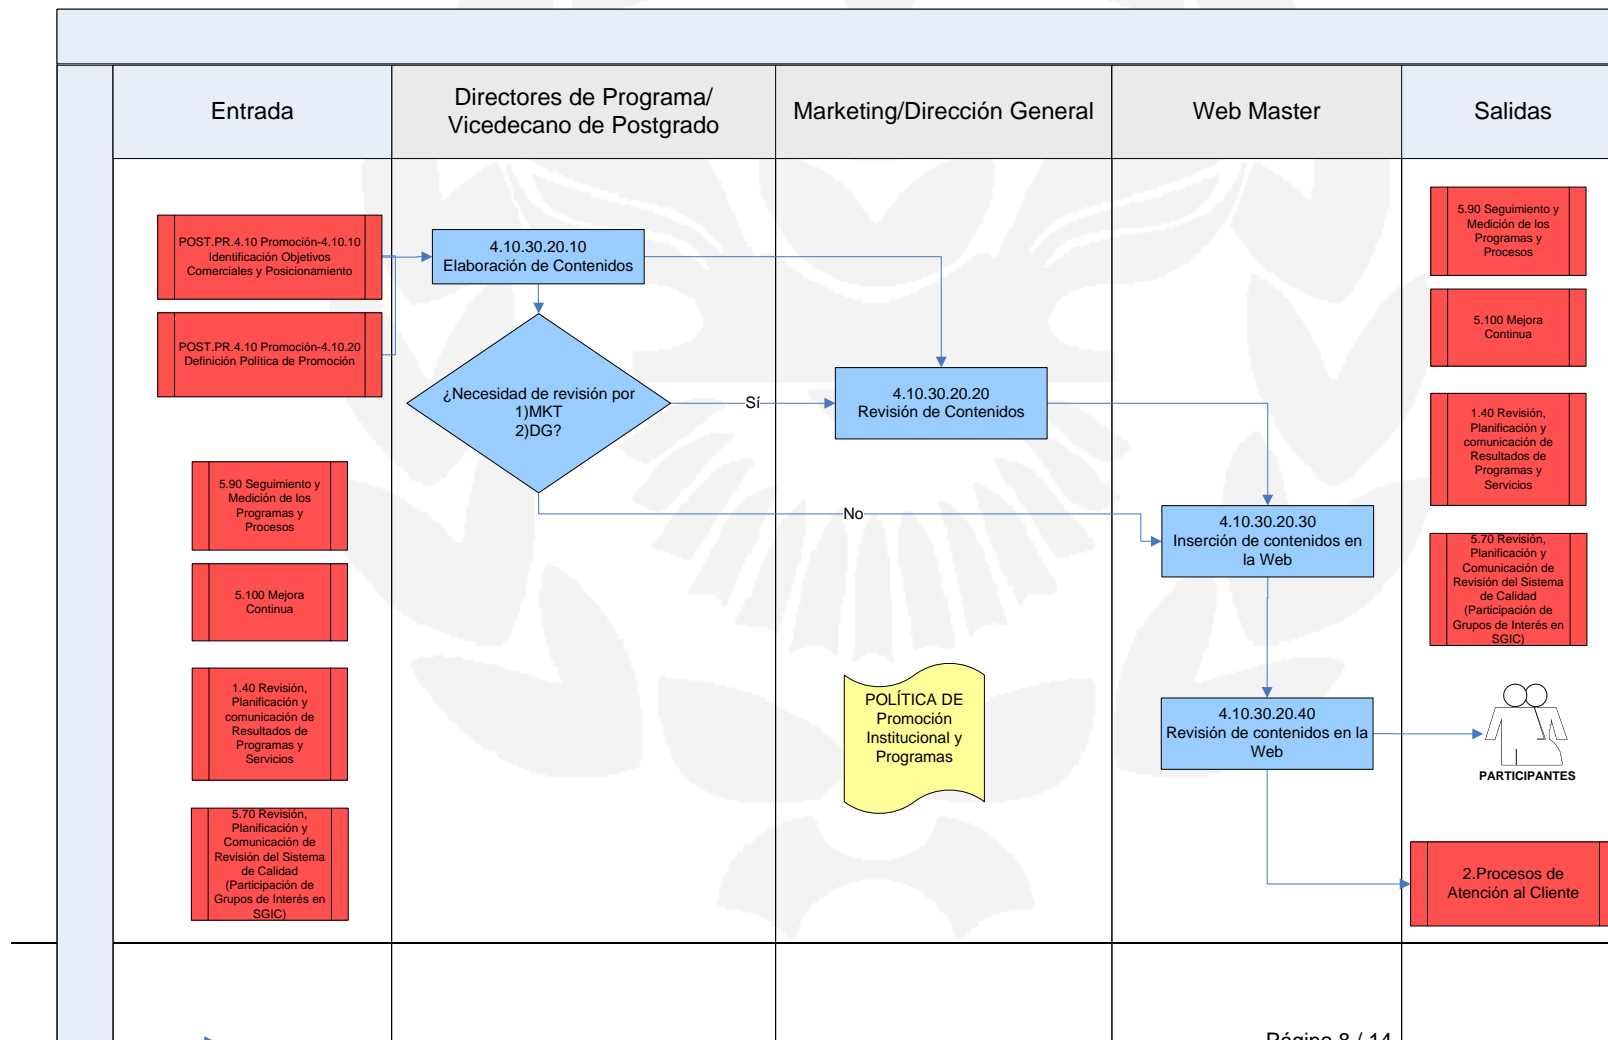 Entrada
Directores de Programa/
Vicedecano de Postgrado
Marketing/Dirección General
Web Master
Salidas
POST.PR.4.10 Promoción-4.10.10
Identificación Objetivos
Comerciales y Posicionamiento
POST.PR.4.10 Promoción-4.10.20
Definición Política de Promoción
5.90 Seguimiento y
Medición de los
Programas y
Procesos
5.100 Mejora
Continua
1.40 Revisión,
Planificación y
comunicación de
Resultados de
Programas y
Servicios
5.70 Revisión,
Planificación y
Comunicación de
Revisión del Sistema
de Calidad
(Participación de
Grupos de Interés en
SGIC)
4.10.30.20.10
Elaboración de Contenidos
¿Necesidad de revisión por
1)MKT
2)DG?
Sí
No
4.10.30.20.20
Revisión de Contenidos
POLÍTICA DE
Promoción
Institucional y
Programas
4.10.30.20.30
Inserción de contenidos en
la Web
4.10.30.20.40
Revisión de contenidos en la
Web
5.90 Seguimiento y
Medición de los
Programas y
Procesos
5.100 Mejora
Continua
1.40 Revisión,
Planificación y
comunicación de
Resultados de
Programas y
Servicios
5.70 Revisión,
Planificación y
Comunicación de
Revisión del Sistema
de Calidad
(Participación de
Grupos de Interés en
SGIC)
PARTICIPANTES
2.Procesos de
Atención al Cliente
Página 8 / 14